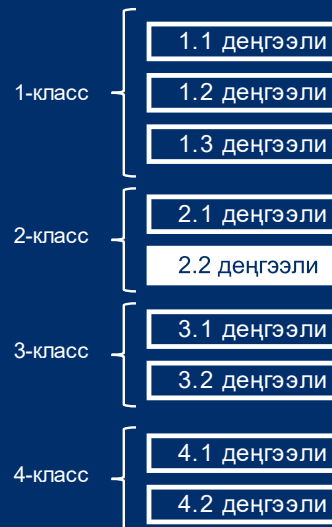 1-класс
1.1 деңгээли
1.2 деңгээли
1.3 деңгээли
2-класс
2.1 деңгээли
2.2 деңгээли
3-класс
3.1 деңгээли
3.2 деңгээли
4-класс
4.1 деңгээли
4.2 деңгээли